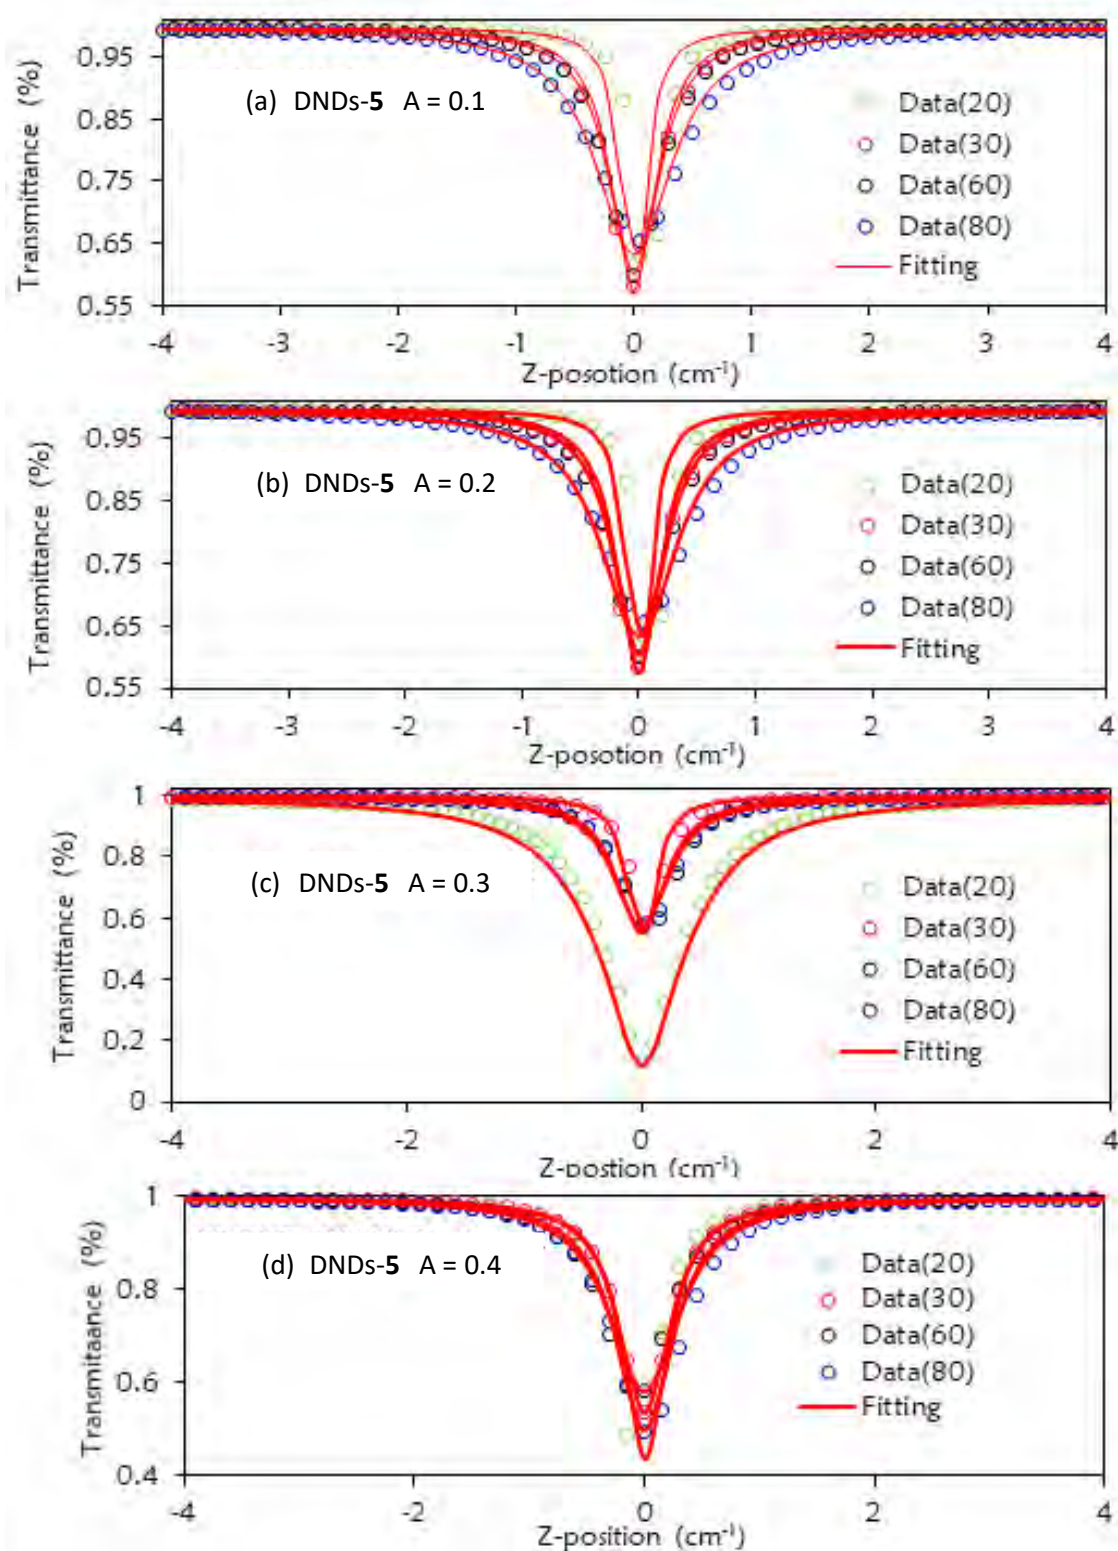 0.95
0.85
0.75
0.65
0.55
Transmittance (%)
(a) DNDs-5 A = 0.1
Data(20)
Data(30)
Data(60)
Data(80)
Fitting
-4 -3 -2 -1 0 1 2 3 4
Z-posotion (cm-1)
0.95
0.85
0.75
0.65
0.55
Transmittance (%)
(b) DNDs-5 A = 0.2
Data(20)
Data(30)
Data(60)
Data(80)
Fitting
-4 -3 -2 -1 0 1 2 3 4
Z-posotion (cm-1)
1
0.8
0.6
0.4
0.2
0
Transmittance (%)
(c) DNDs-5 A = 0.3
Data(20)
Data(30)
Data(60)
Data(80)
Fitting
-4 -2 0 2 4
Z-postion (cm-1)
1
0.8
0.6
0.4
Transmitaance (%)
(d) DNDs-5 A = 0.4
Data(20)
Data(30)
Data(60)
Data(80)
Fitting
-4 -2 0 2 4
Z-position (cm-1)